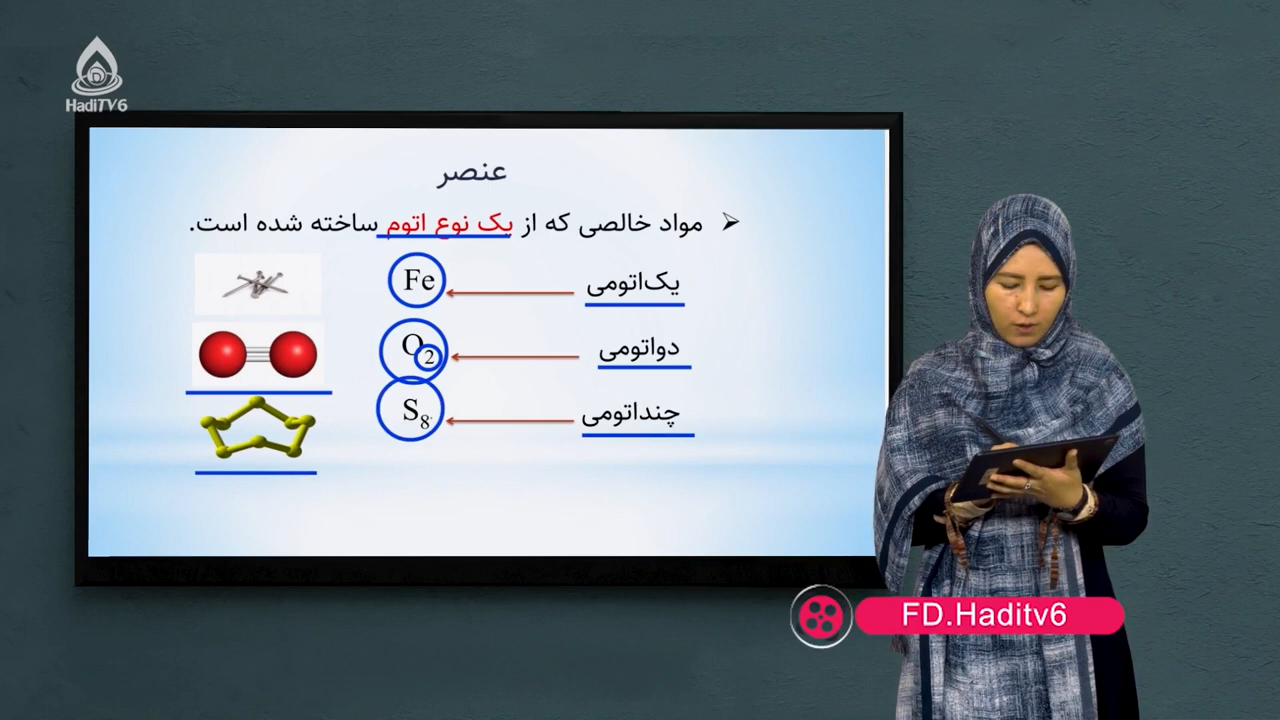 HadiTV6
عنصر
➢ مواد خالصی که از یک نوع اتوم ساخته شده است.
یک‌اتومی Fe
دواتومی O₂
چنداتومی S₈
FD.Haditv6